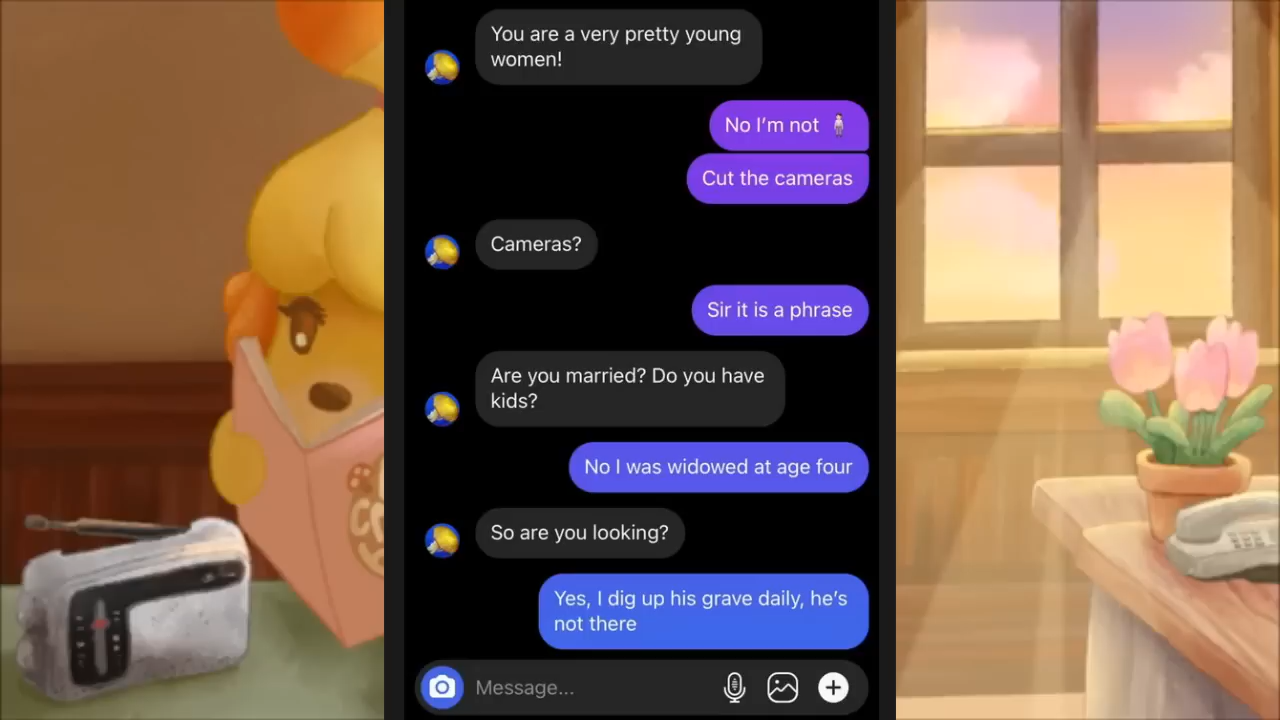 You are a very pretty young
women!
No I'm not 🧍
Cut the cameras
Cameras?
Sir it is a phrase
Are you married? Do you have
kids?
No I was widowed at age four
So are you looking?
Yes, I dig up his grave daily, he's
not there
Message...